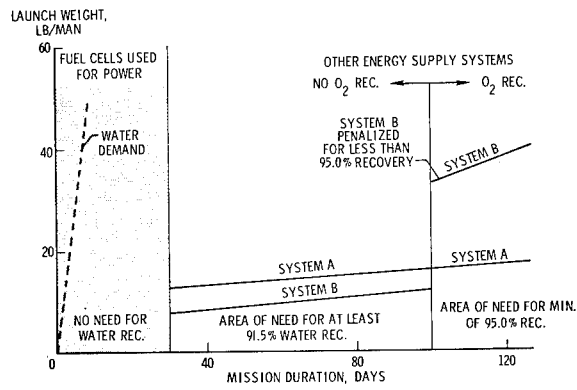 LAUNCH WEIGHT,
LB/MAN
60
FUEL CELLS USED
FOR POWER
OTHER ENERGY SUPPLY SYSTEMS
NO O2 REC.
O2 REC.
SYSTEM B
PENALIZED
FOR LESS THAN
95.0% RECOVERY
SYSTEM B
WATER
DEMAND
40
20
SYSTEM A
SYSTEM A
SYSTEM B
NO NEED FOR
WATER REC.
AREA OF NEED FOR AT LEAST
91.5% WATER REC.
AREA OF NEED FOR MIN.
OF 95.0% REC.
0
0
40
80
120
MISSION DURATION, DAYS